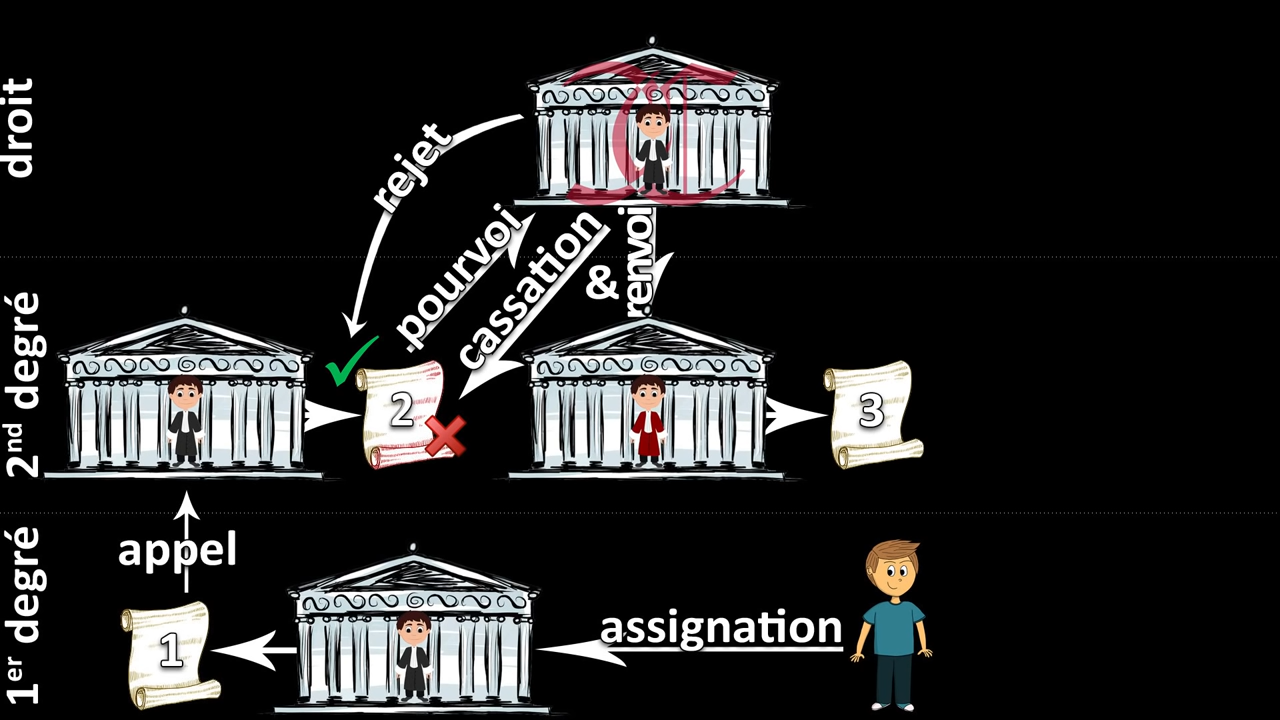 droit
rejet
pourvoi
cassation
&
renvoi
2nd degré
2
3
appel
1er degré
1
assignation